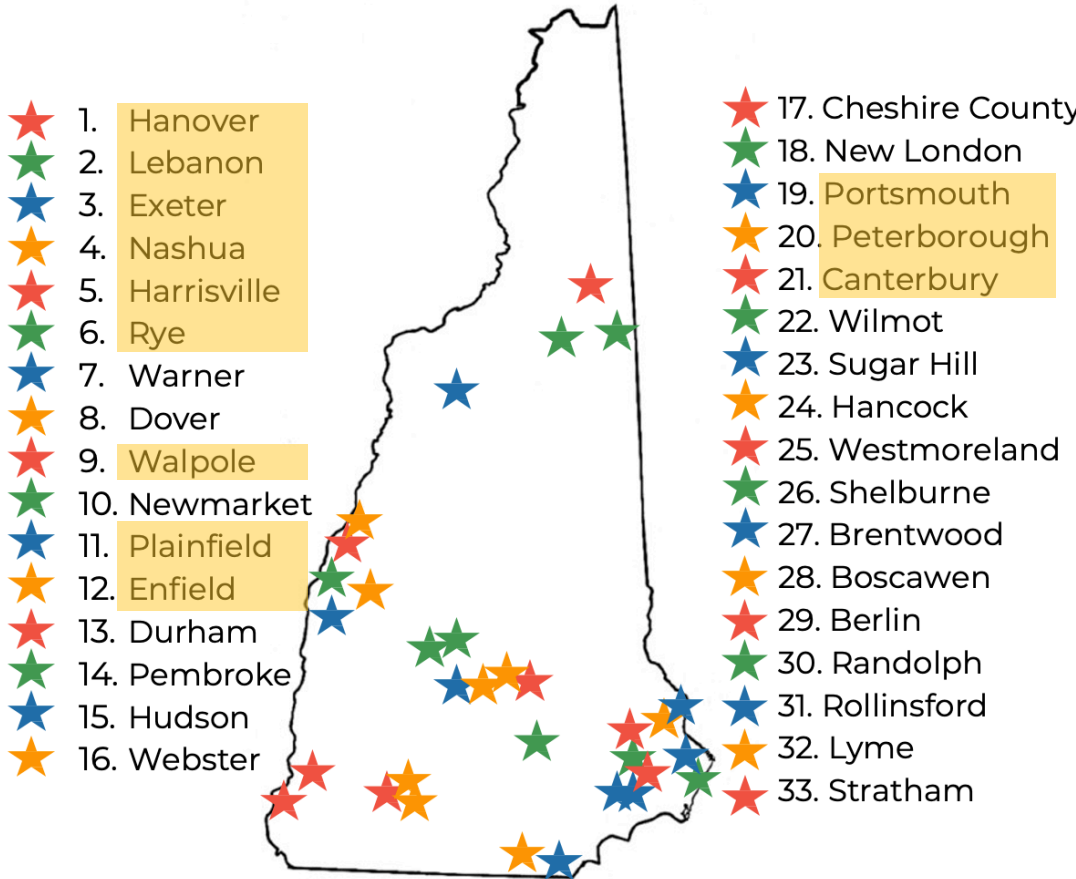 1. Hanover
2. Lebanon
3. Exeter
4. Nashua
5. Harrisville
6. Rye
7. Warner
8. Dover
9. Walpole
10. Newmarket
11. Plainfield
12. Enfield
13. Durham
14. Pembroke
15. Hudson
16. Webster
17. Cheshire County
18. New London
19. Portsmouth
20. Peterborough
21. Canterbury
22. Wilmot
23. Sugar Hill
24. Hancock
25. Westmoreland
26. Shelburne
27. Brentwood
28. Boscawen
29. Berlin
30. Randolph
31. Rollinsford
32. Lyme
33. Stratham